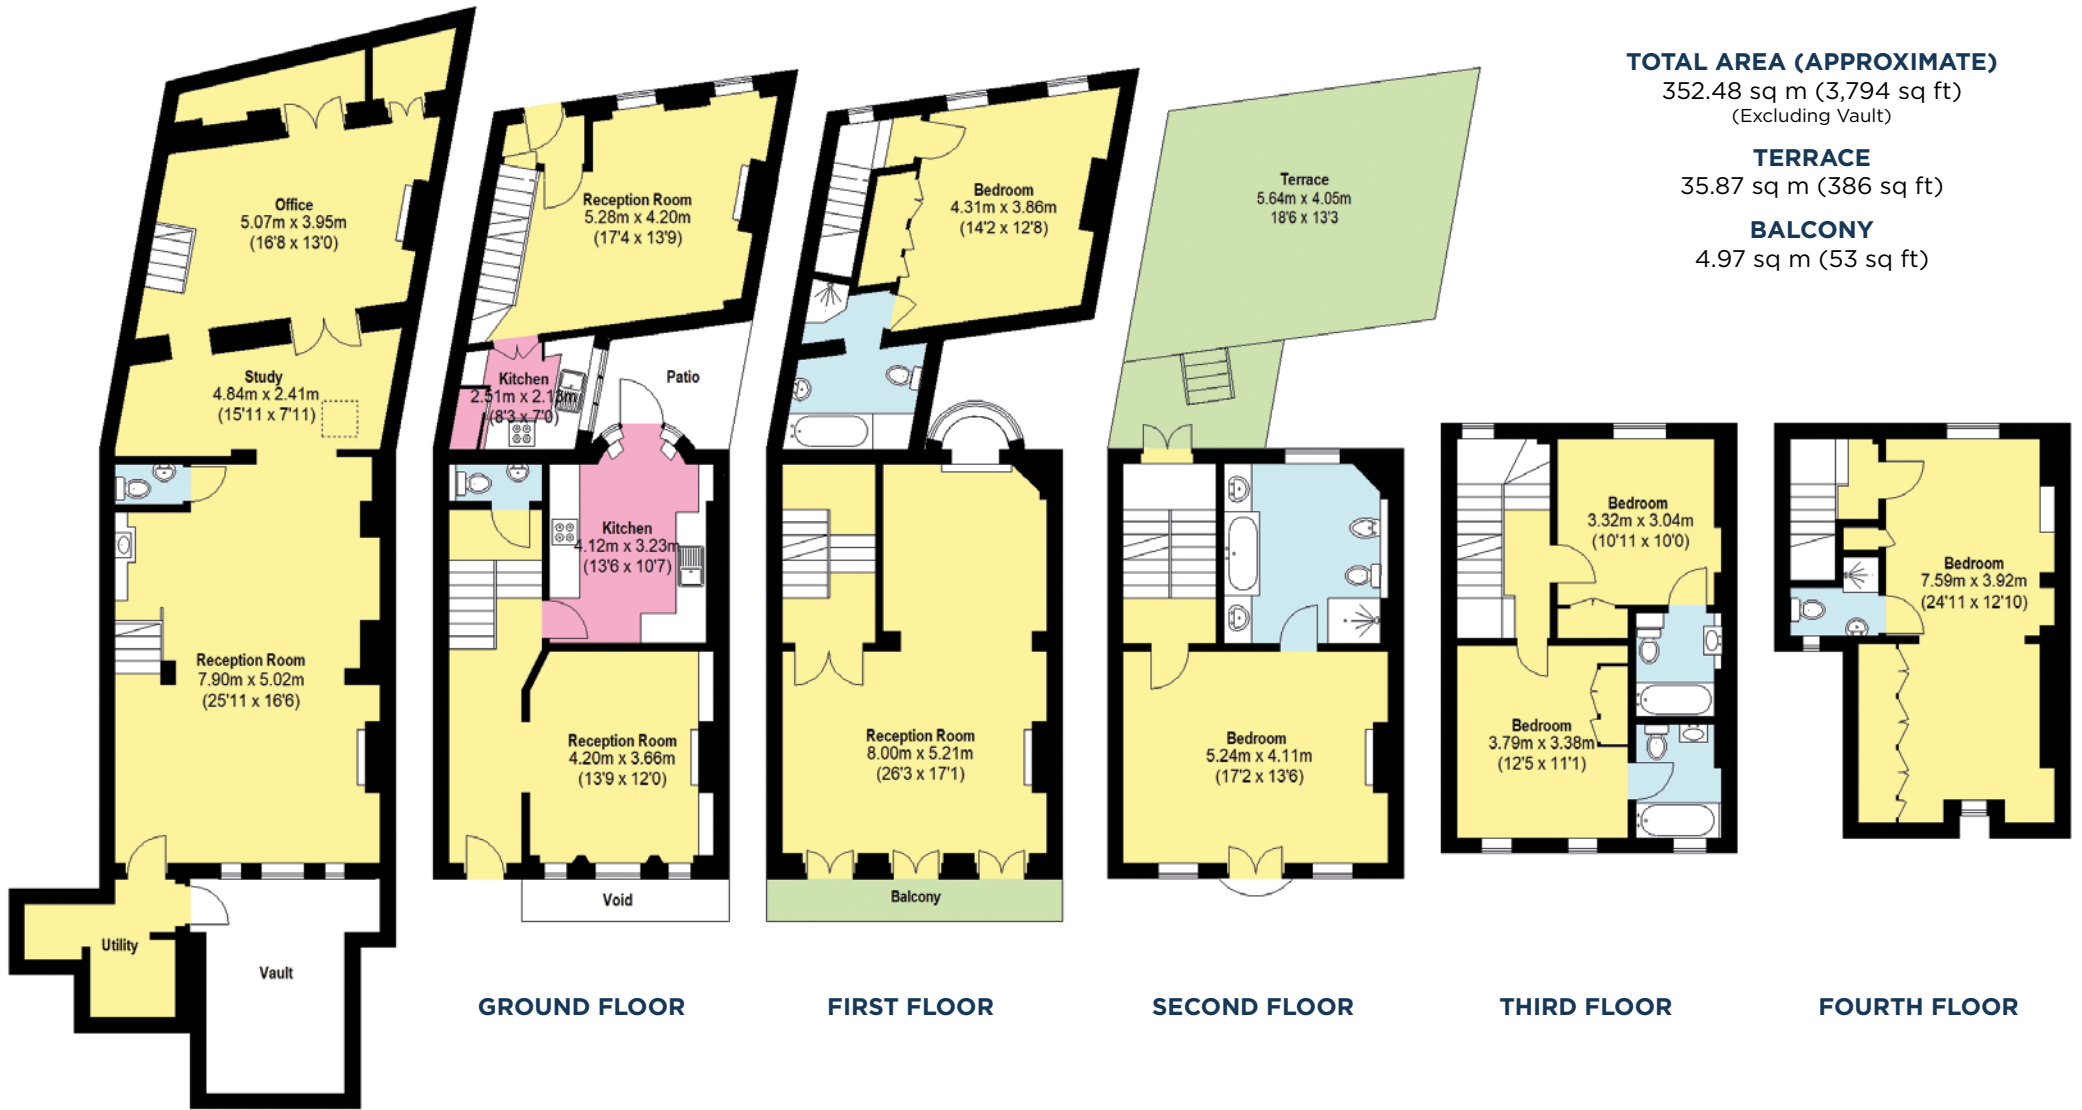 TOTAL AREA (APPROXIMATE)
352.48 sq m (3,794 sq ft)
(Excluding Vault)
TERRACE
35.87 sq m (386 sq ft)
BALCONY
4.97 sq m (53 sq ft)
Office
5.07m x 3.95m
(16'8 x 13'0)
Study
4.84m x 2.41m
(15'11 x 7'11)
Reception Room
7.90m x 5.02m
(25'11 x 16'6)
Utility
Vault
Reception Room
5.28m x 4.20m
(17'4 x 13'9)
Kitchen
2.51m x 2.13m
(8'3 x 7'0)
Patio
Kitchen
4.12m x 3.23m
(13'6 x 10'7)
Reception Room
4.20m x 3.66m
(13'9 x 12'0)
Void
GROUND FLOOR
Bedroom
4.31m x 3.86m
(14'2 x 12'8)
Reception Room
8.00m x 5.21m
(26'3 x 17'1)
Balcony
FIRST FLOOR
Terrace
5.64m x 4.05m
18'6 x 13'3
Bedroom
5.24m x 4.11m
(17'2 x 13'6)
SECOND FLOOR
Bedroom
3.32m x 3.04m
(10'11 x 10'0)
Bedroom
3.79m x 3.38m
(12'5 x 11'1)
THIRD FLOOR
Bedroom
7.59m x 3.92m
(24'11 x 12'10)
FOURTH FLOOR